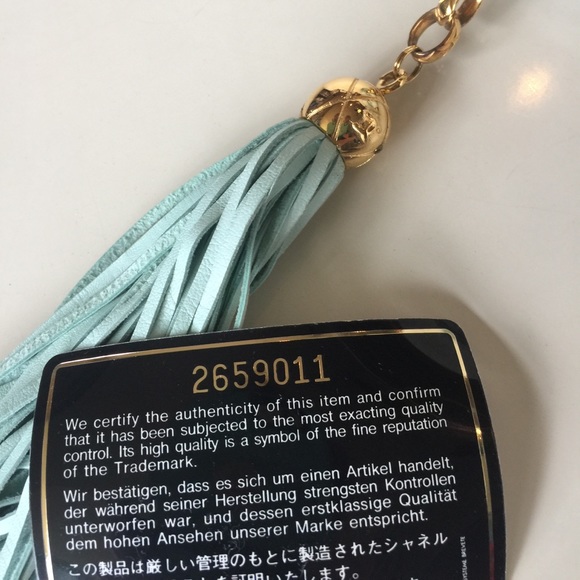 2659011
We certify the authenticity of this item and confirm
that it has been subjected to the most exacting quality
control. Its high quality is a symbol of the fine reputation
of the Trademark.
Wir bestätigen, dass es sich um einen Artikel handelt,
der während seiner Herstellung strengsten Kontrollen
unterworfen war, und dessen erstklassige Qualität
dem hohen Ansehen unserer Marke entspricht.
この製品は厳しい管理のもとに製造されたシャネル